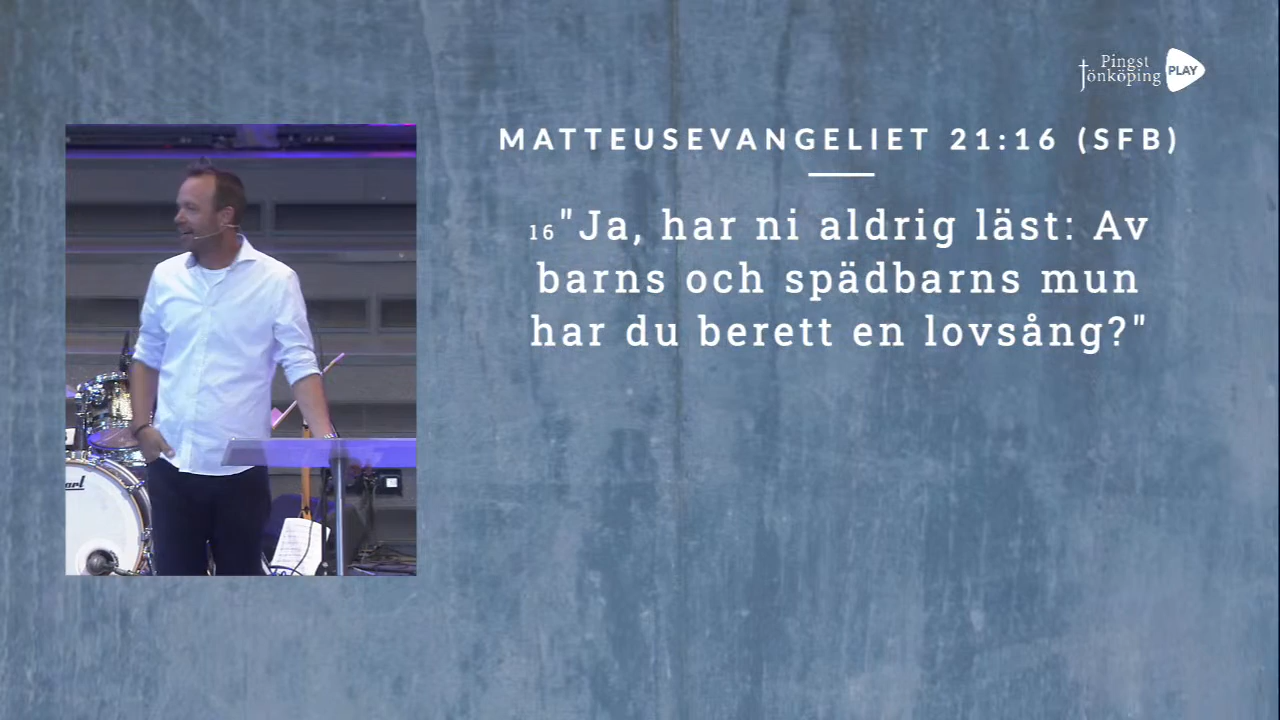 Pingst
Jönköping
PLAY
MATTEUSEVANGELIET 21:16 (SFB)
16"Ja, har ni aldrig läst: Av
barns och spädbarns mun
har du berett en lovsång?"